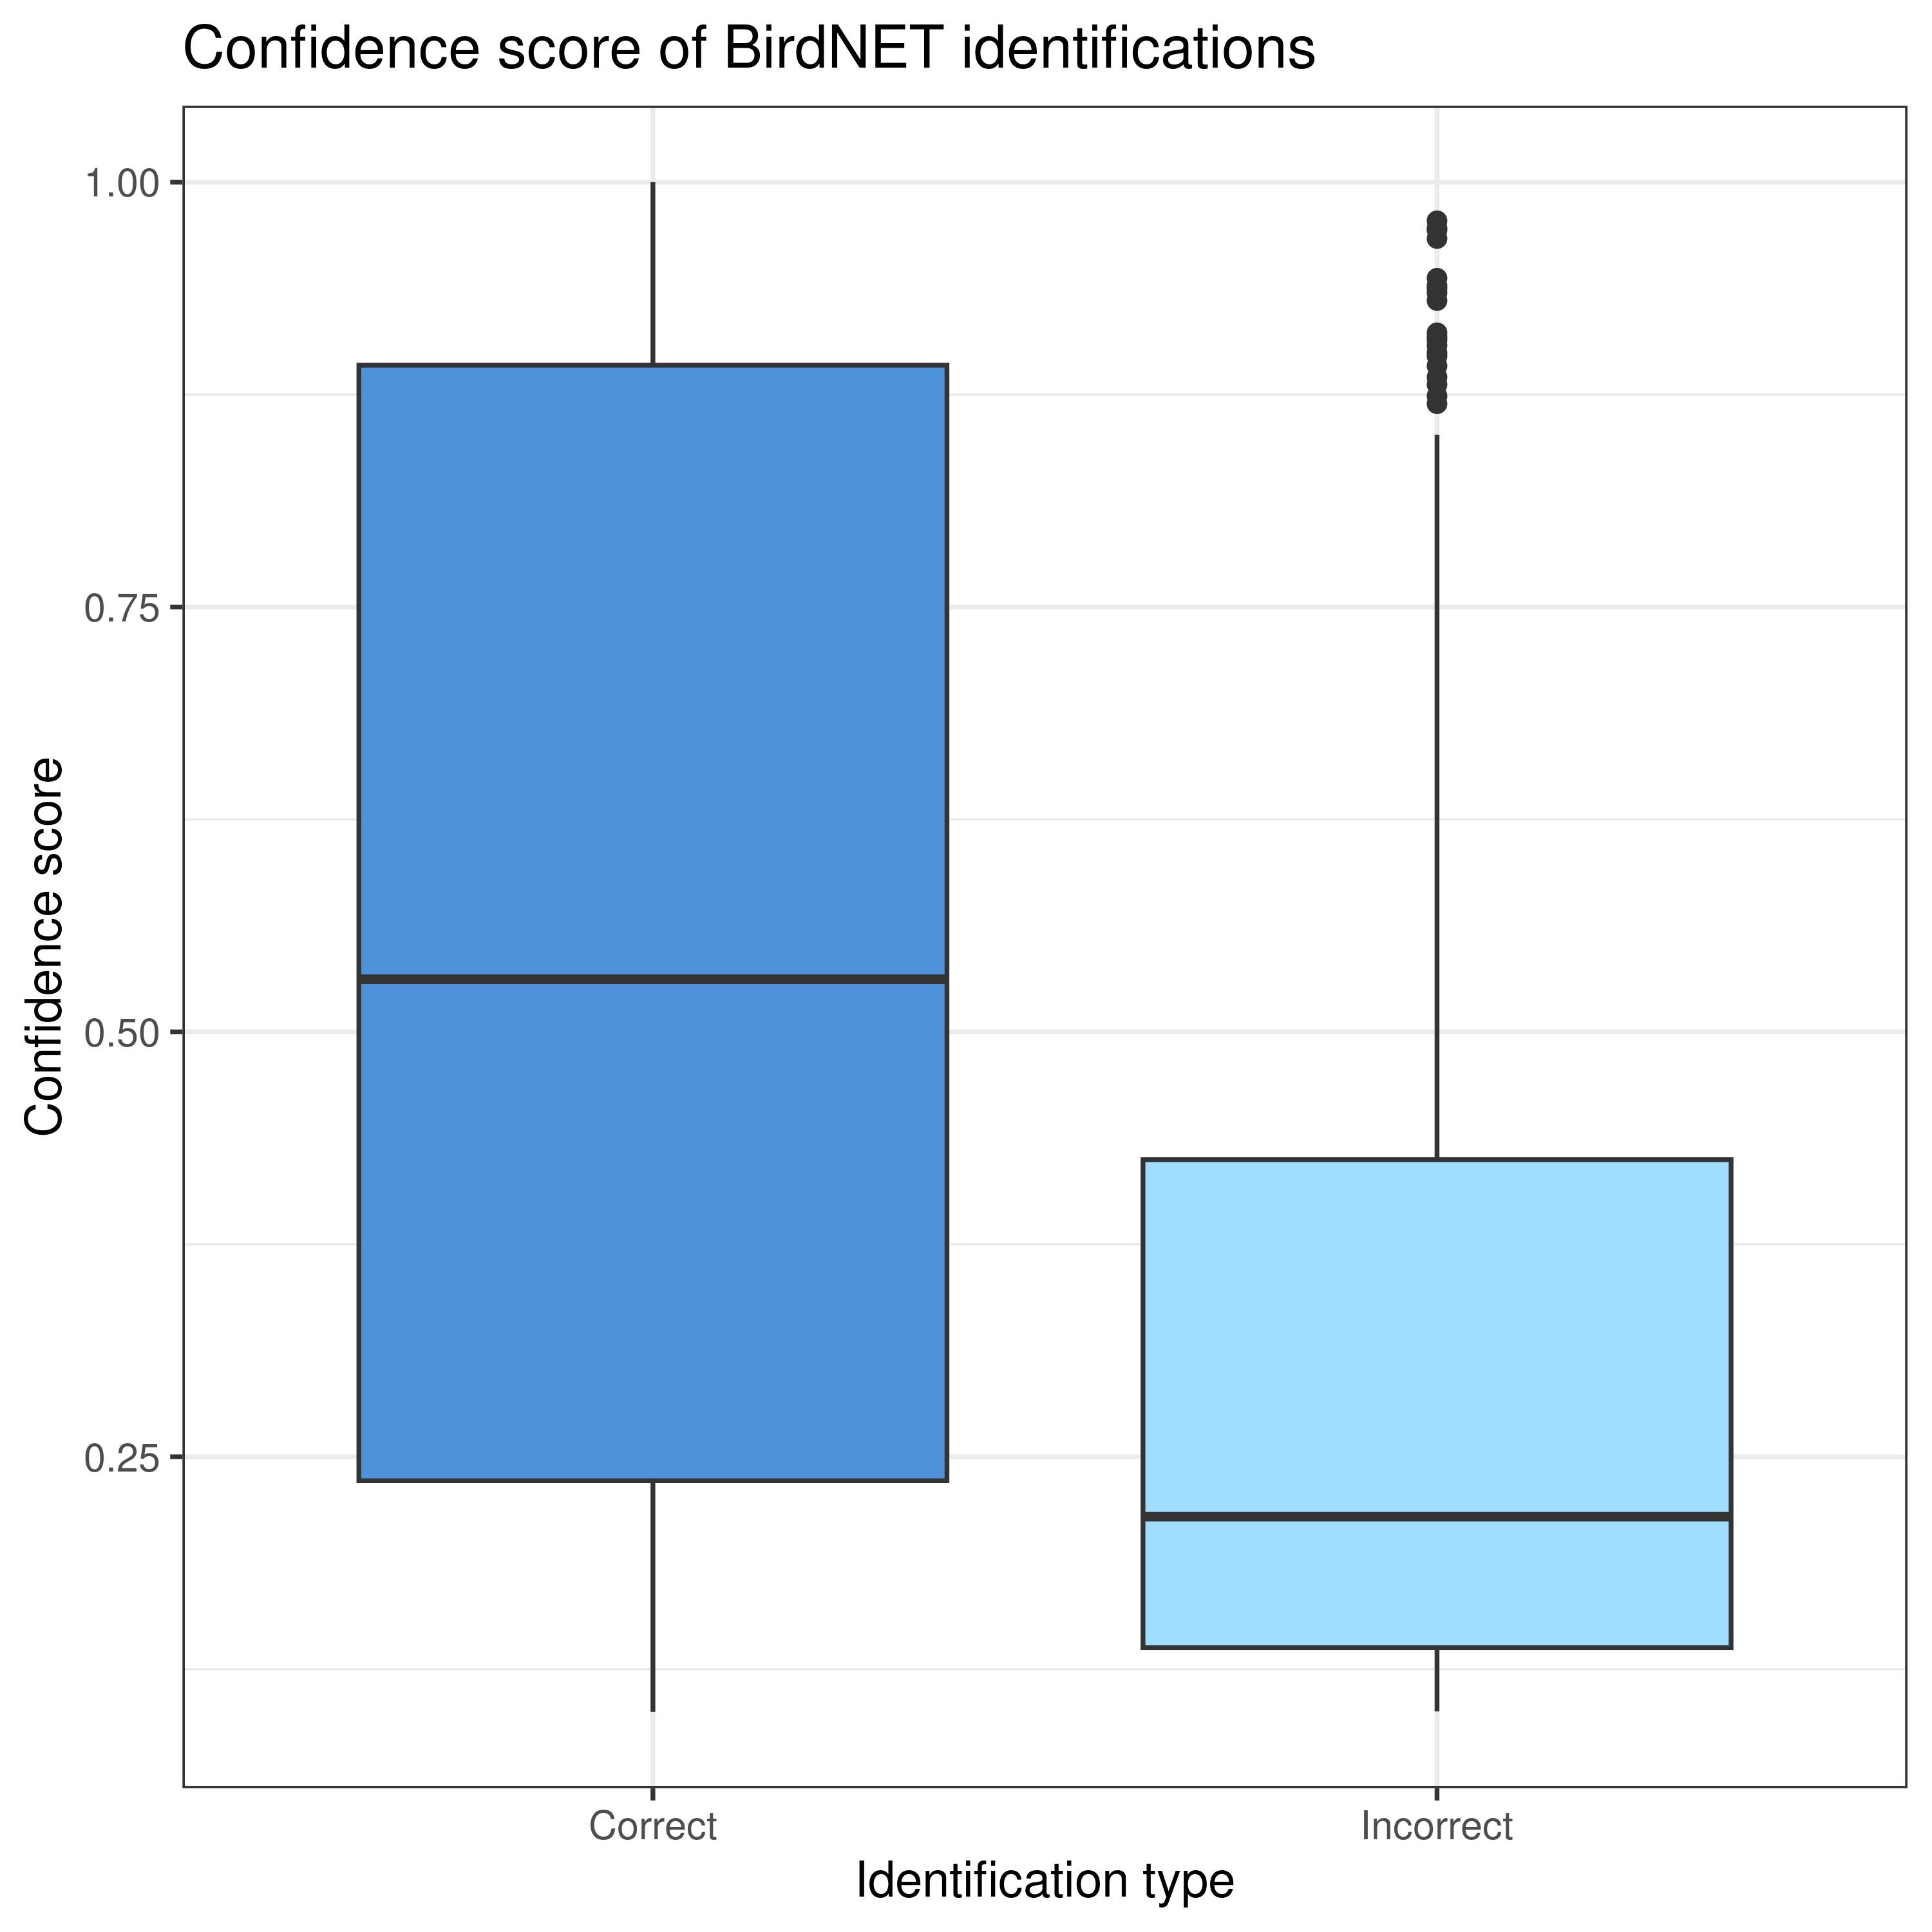 Confidence score of BirdNET identifications
Confidence score
1.00
0.75
0.50
0.25
Correct
Incorrect
Identification type